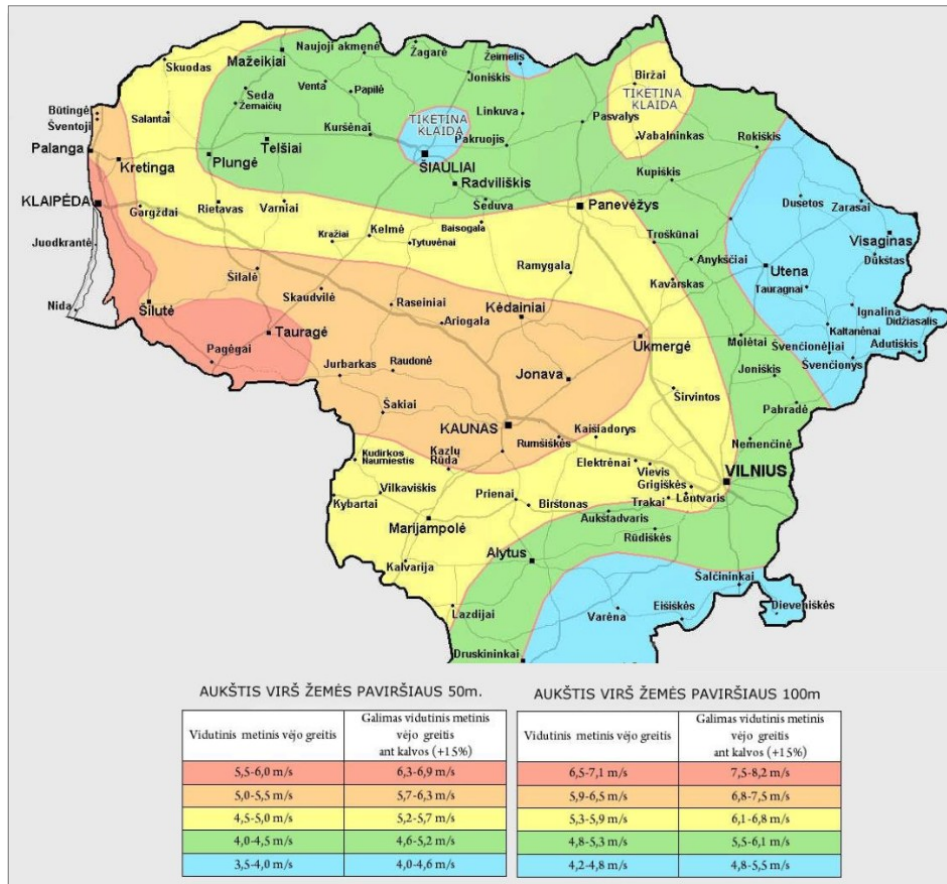 Naujoji akmenė
Žagarė
Žeimelis
Skuodas
Mažeikiai
Joniškis
Biržai
TIKĖTINA
KLAIDA
Seda
Venta
Papilė
Žemaičių
Linkuva
Būtingė
Šventoji
Salantai
Kuršėnai
TIKĖTINA
KLAIDA
Pasvalys
Vabalninkas
Rokiškis
Palanga
Kretinga
Plungė
Telšiai
Pakruojis
ŠIAULIAI
Radviliškis
Kupiškis
KLAIPĖDA
Gargždai
Rietavas
Varniai
Šeduva
Panevėžys
Dusetos
Zarasai
Baisogala
Juodkrantė
Kražiai
Kelmė
Tytuvėnai
Troškūnai
Visaginas
Dūkštas
Anykščiai
Utena
Šilalė
Ramygala
Kavarskas
Tauragnai
Nida
Šilutė
Skaudvilė
Raseiniai
Kėdainiai
Ignalina
Didžiasalis
Tauragė
Ariogala
Ukmergė
Molėtai
Kaltanėnai
Švenčionėliai
Adutiškis
Pagėgai
Jurbarkas
Raudonė
Jonava
Joniškis
Švenčionys
Širvintos
Šakiai
Pabradė
KAUNAS
Rumšiškės
Kaišiadorys
Nemenčinė
Kudirkos
Naumiestis
Kazlų
Rūda
Elektrėnai
Vievis
VILNIUS
Grigiškės
Kybartai
Vilkaviškis
Prienai
Birštonas
Trakai
Lentvaris
Marijampolė
Aukštadvaris
Rūdiškės
Kalvarija
Alytus
Šalčininkai
Lazdijai
Varėna
Eišiškės
Dieveniškės
Druskininkai
AUKŠTIS VIRŠ ŽEMĖS PAVIRŠIAUS 50m.
Vidutinis metinis vėjo greitis
Galimas vidutinis metinis
vėjo greitis
ant kalvos (+15%)
5,5-6,0 m/s 6,3-6,9 m/s
5,0-5,5 m/s 5,7-6,3 m/s
4,5-5,0 m/s 5,2-5,7 m/s
4,0-4,5 m/s 4,6-5,2 m/s
3,5-4,0 m/s 4,0-4,6 m/s
AUKŠTIS VIRŠ ŽEMĖS PAVIRŠIAUS 100m
Vidutinis metinis vėjo greitis
Galimas vidutinis metinis
vėjo greitis
ant kalvos (+15%)
6,5-7,1 m/s 7,5-8,2 m/s
5,9-6,5 m/s 6,8-7,5 m/s
5,3-5,9 m/s 6,1-6,8 m/s
4,8-5,3 m/s 5,5-6,1 m/s
4,2-4,8 m/s 4,8-5,5 m/s